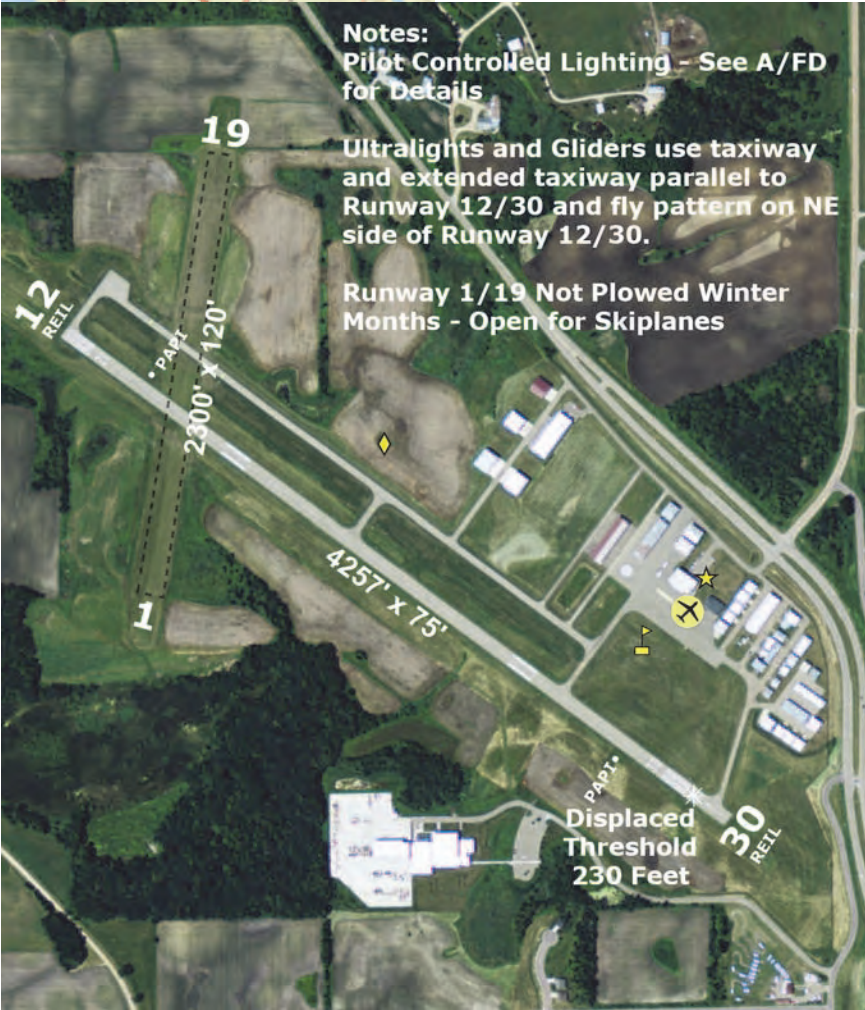 Notes:
Pilot Controlled Lighting - See A/FD
for Details
Ultralights and Gliders use taxiway
and extended taxiway parallel to
Runway 12/30 and fly pattern on NE
side of Runway 12/30.
Runway 1/19 Not Plowed Winter
Months - Open for Skiplanes
19
12
REIL
PAPI
2300' x 120'
1
4257' x 75'
PAPI
Displaced
Threshold
230 Feet
30
REIL